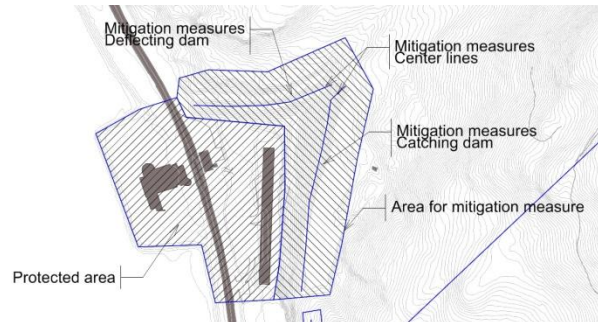 Mitigation measures
Deflecting dam
Mitigation measures
Center lines
Mitigation measures
Catching dam
Area for mitigation measure
Protected area